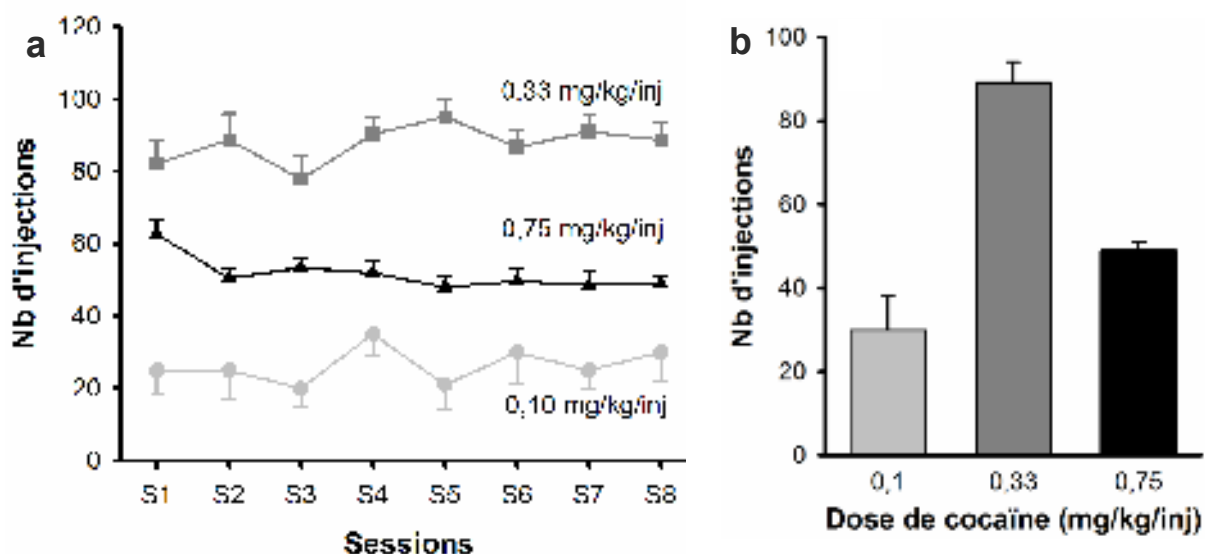 a
120
100
80
60
40
20
0
Nb d'injections
0,33 mg/kg/inj
0,75 mg/kg/inj
0,10 mg/kg/inj
S1 S2 S3 S4 S5 S6 S7 S8
Sessions
b
100
80
60
40
20
0
Nb d'injections
0,1 0,33 0,75
Dose de cocaïne (mg/kg/inj)